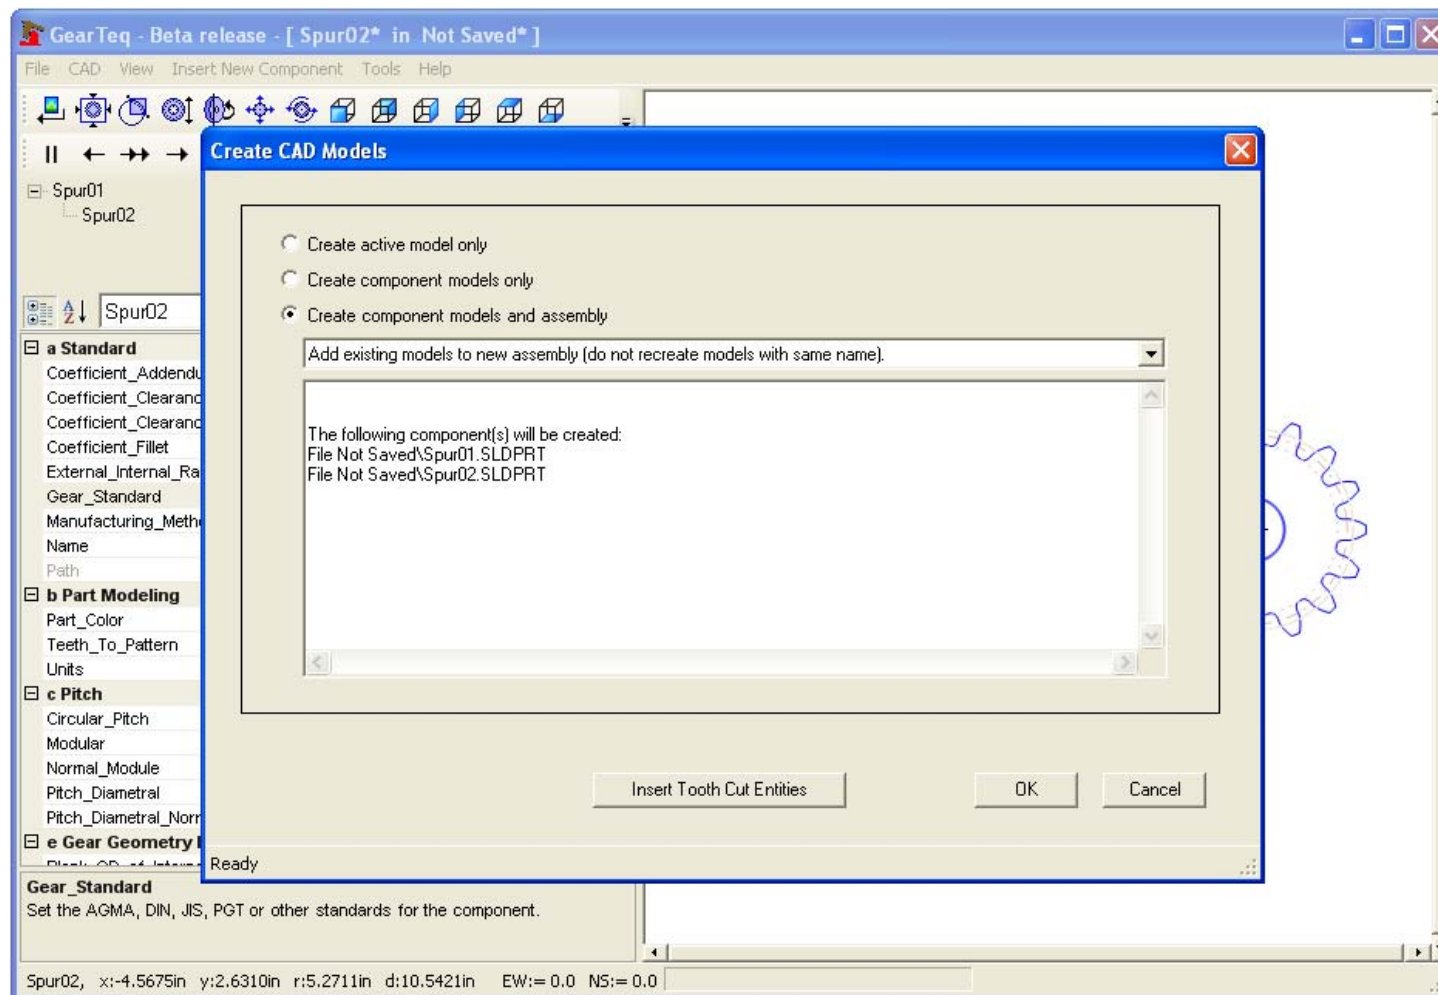 GearTeq - Beta release - [ Spur02* in Not Saved* ]
File CAD View Insert New Component Tools Help
Create CAD Models
Spur01
Spur02
Create active model only
Create component models only
Create component models and assembly
Add existing models to new assembly (do not recreate models with same name).
The following component(s) will be created:
File Not Saved\Spur01.SLDPRT
File Not Saved\Spur02.SLDPRT
Insert Tooth Cut Entities
OK
Cancel
Ready
Spur02
a Standard
Coefficient_Addendu
Coefficient_Clearanc
Coefficient_Clearanc
Coefficient_Fillet
External_Internal_Ra
Gear_Standard
Manufacturing_Metho
Name
Path
b Part Modeling
Part_Color
Teeth_To_Pattern
Units
c Pitch
Circular_Pitch
Modular
Normal_Module
Pitch_Diametral
Pitch_Diametral_Norr
e Gear Geometry
Gear_Standard
Set the AGMA, DIN, JIS, PGT or other standards for the component.
Spur02, x:-4.5675in y:2.6310in r:5.2711in d:10.5421in EW:= 0.0 NS:= 0.0